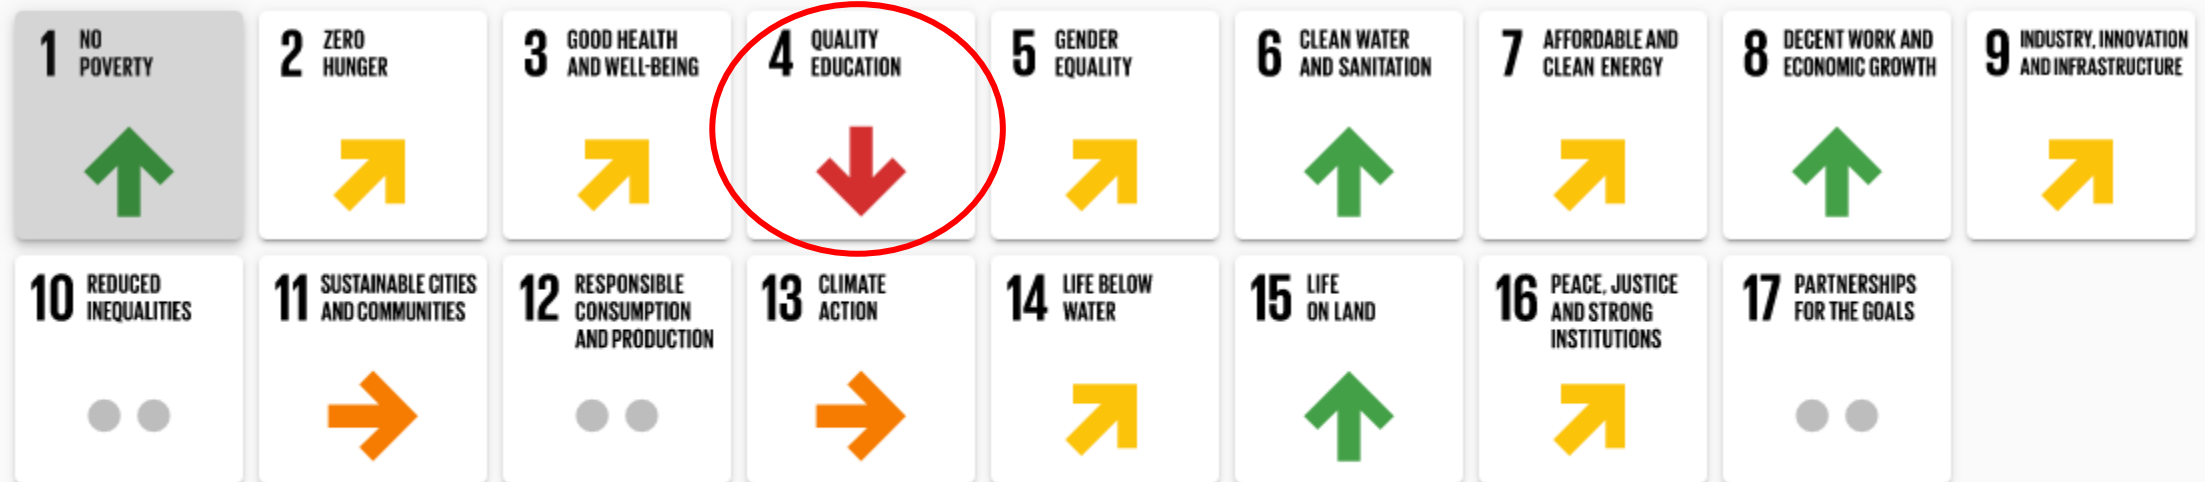 1 NO
POVERTY
2 ZERO
HUNGER
3 GOOD HEALTH
AND WELL-BEING
4 QUALITY
EDUCATION
5 GENDER
EQUALITY
6 CLEAN WATER
AND SANITATION
7 AFFORDABLE AND
CLEAN ENERGY
8 DECENT WORK AND
ECONOMIC GROWTH
9 INDUSTRY, INNOVATION
AND INFRASTRUCTURE
10 REDUCED
INEQUALITIES
11 SUSTAINABLE CITIES
AND COMMUNITIES
12 RESPONSIBLE
CONSUMPTION
AND PRODUCTION
13 CLIMATE
ACTION
14 LIFE BELOW
WATER
15 LIFE
ON LAND
16 PEACE, JUSTICE
AND STRONG
INSTITUTIONS
17 PARTNERSHIPS
FOR THE GOALS